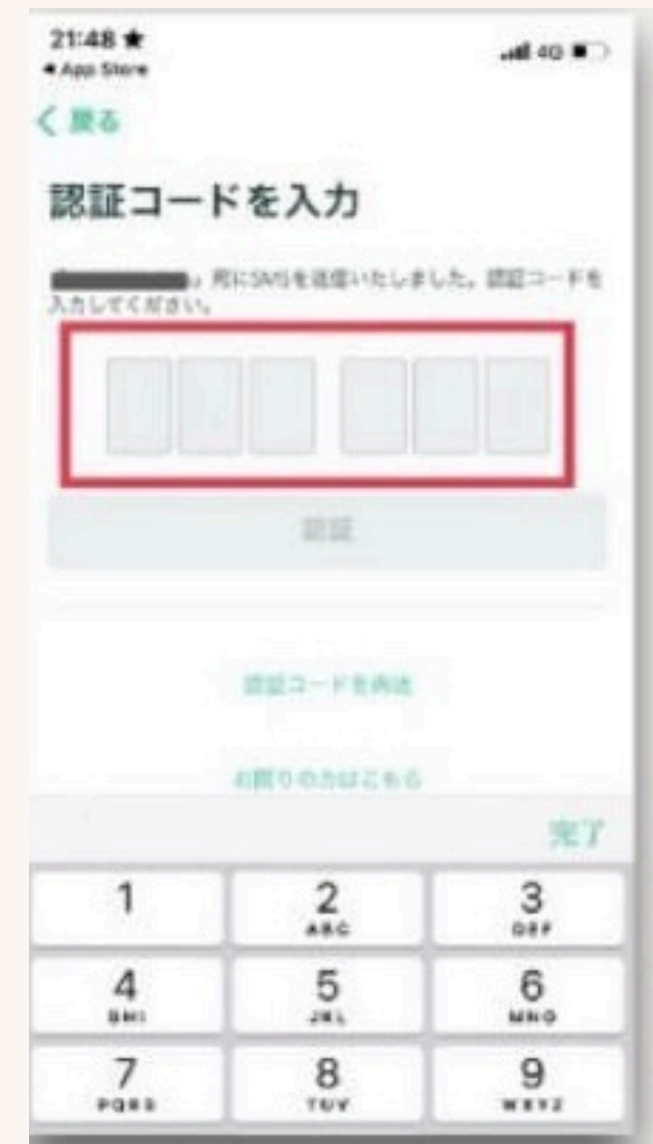 21:48 ★
◀ App Store
4G
戻る
認証コードを入力
」宛にSMSを送信いたしました。認証コードを
入力してください。
認証
認証コードを再送
お困りの方はこちら
完了
1
2
ABC
3
DEF
4
GHI
5
JKL
6
MNO
7
PQRS
8
TUV
9
WXYZ